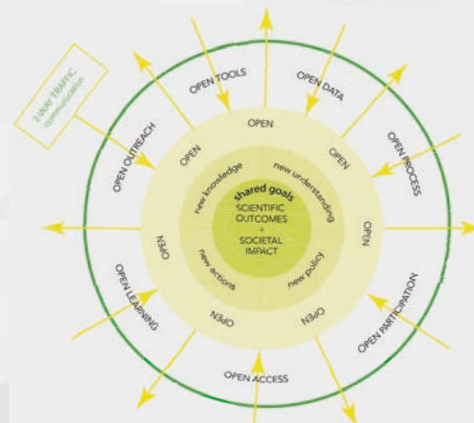 2-WAY TRAFFIC
communication
OPEN TOOLS
OPEN DATA
OPEN PROCESS
OPEN PARTICIPATION
OPEN ACCESS
OPEN LEARNING
OPEN OUTREACH
OPEN
OPEN
OPEN
OPEN
OPEN
OPEN
OPEN
new knowledge
new understanding
new policy
new actions
shared goals
SCIENTIFIC
OUTCOMES
+
SOCIETAL
IMPACT